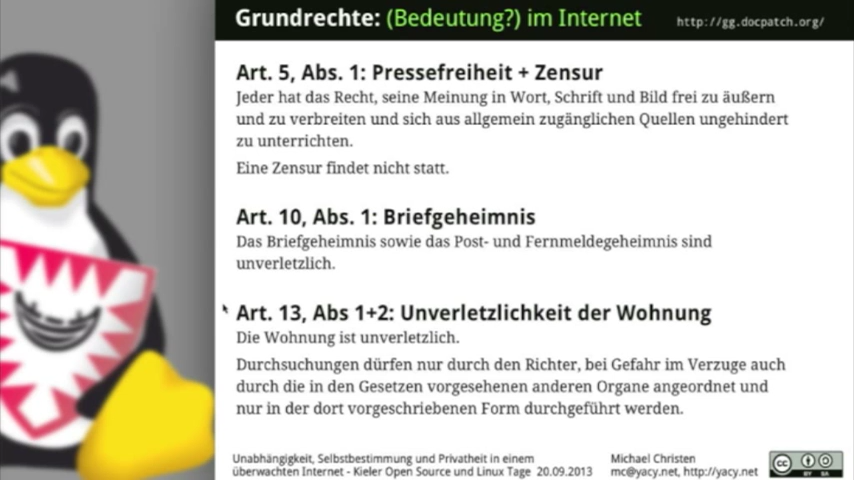 Grundrechte: (Bedeutung?) im Internet
http://gg.docpatch.org/
Art. 5, Abs. 1: Pressefreiheit + Zensur
Jeder hat das Recht, seine Meinung in Wort, Schrift und Bild frei zu äußern
und zu verbreiten und sich aus allgemein zugänglichen Quellen ungehindert
zu unterrichten.
Eine Zensur findet nicht statt.
Art. 10, Abs. 1: Briefgeheimnis
Das Briefgeheimnis sowie das Post- und Fernmeldegeheimnis sind
unverletzlich.
Art. 13, Abs 1+2: Unverletzlichkeit der Wohnung
Die Wohnung ist unverletzlich.
Durchsuchungen dürfen nur durch den Richter, bei Gefahr im Verzuge auch
durch die in den Gesetzen vorgesehenen anderen Organe angeordnet und
nur in der dort vorgeschriebenen Form durchgeführt werden.
Unabhängigkeit, Selbstbestimmung und Privatheit in einem
überwachten Internet - Kieler Open Source und Linux Tage 20.09.2013
Michael Christen
mc@yacy.net, http://yacy.net
cc
BY SA